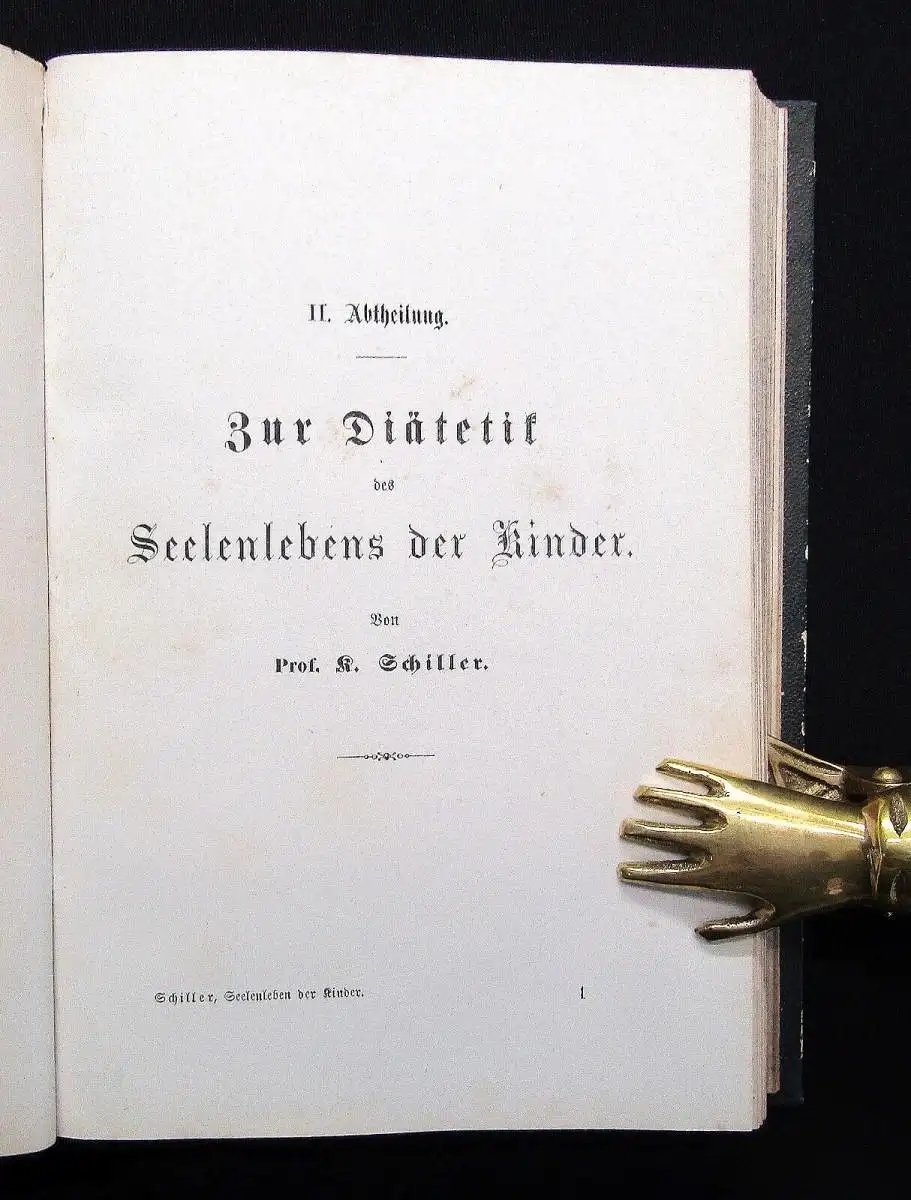 II. Abtheilung.
Zur Diätetik
des
Seelenlebens der Kinder.
Von
Prof. K. Schiller.
Schiller, Seelenleben der Kinder. 1